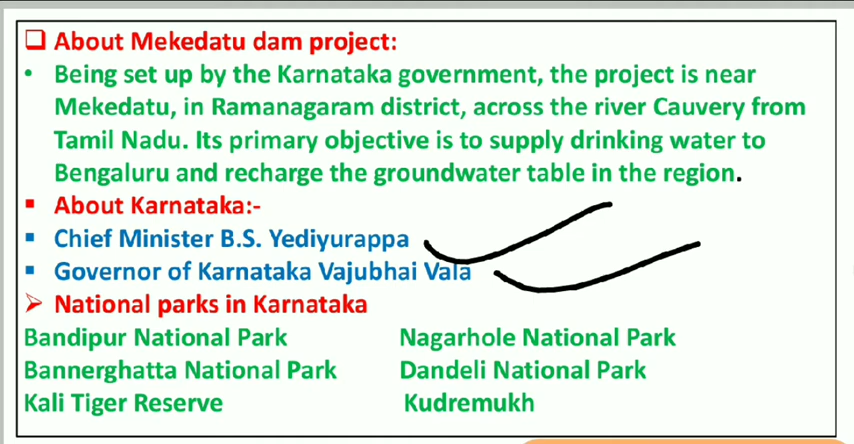 About Mekedatu dam project:
Being set up by the Karnataka government, the project is near
Mekedatu, in Ramanagaram district, across the river Cauvery from
Tamil Nadu. Its primary objective is to supply drinking water to
Bengaluru and recharge the groundwater table in the region.
About Karnataka:-
Chief Minister B.S. Yediyurappa
Governor of Karnataka Vajubhai Vala
National parks in Karnataka
Bandipur National Park Nagarhole National Park
Bannerghatta National Park Dandeli National Park
Kali Tiger Reserve Kudremukh